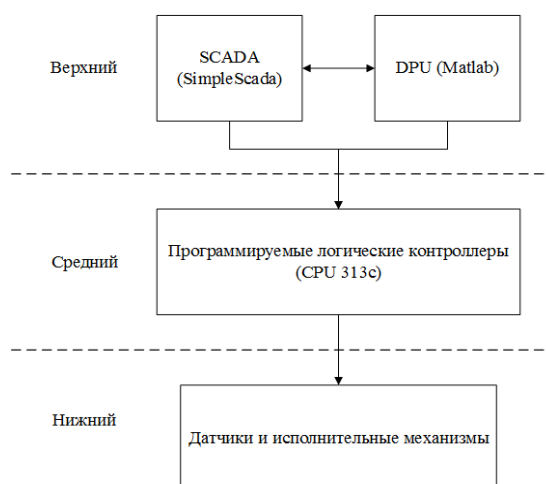 Верхний
SCADA
(SimpleScada)
DPU (Matlab)
Средний
Программируемые логические контроллеры
(CPU 313c)
Нижний
Датчики и исполнительные механизмы